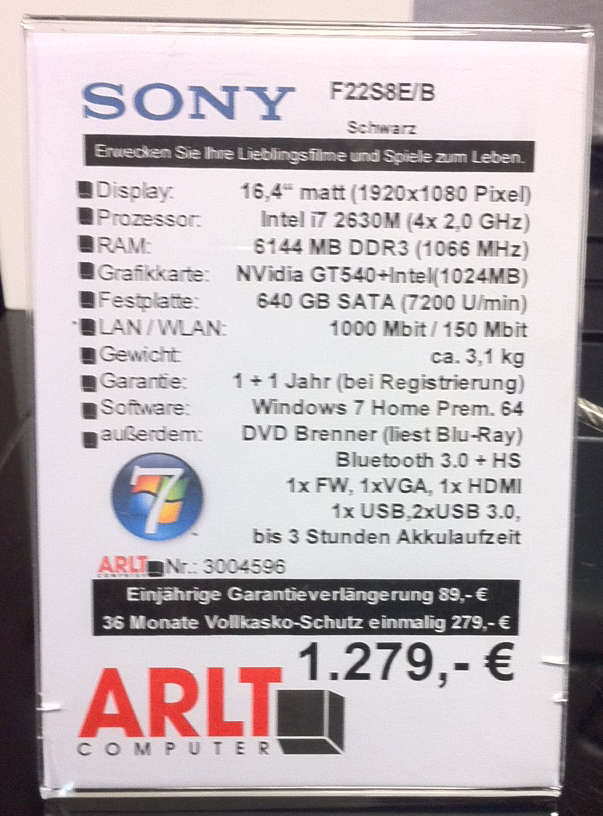 SONY F22S8E/B
Schwarz
Erwecken Sie Ihre Lieblingsfilme und Spiele zum Leben.
Display: 16,4“ matt (1920x1080 Pixel)
Prozessor: Intel i7 2630M (4x 2,0 GHz)
RAM: 6144 MB DDR3 (1066 MHz)
Grafikkarte: NVidia GT540+Intel(1024MB)
Festplatte: 640 GB SATA (7200 U/min)
LAN / WLAN: 1000 Mbit / 150 Mbit
Gewicht: ca. 3,1 kg
Garantie: 1 + 1 Jahr (bei Registrierung)
Software: Windows 7 Home Prem. 64
außerdem: DVD Brenner (liest Blu-Ray)
Bluetooth 3.0 + HS
1x FW, 1xVGA, 1x HDMI
1x USB,2xUSB 3.0,
bis 3 Stunden Akkulaufzeit
7
ARLT Nr.: 3004596
Einjährige Garantieverlängerung 89,- €
36 Monate Vollkasko-Schutz einmalig 279,- €
1.279,- €
ARLT
COMPUTER